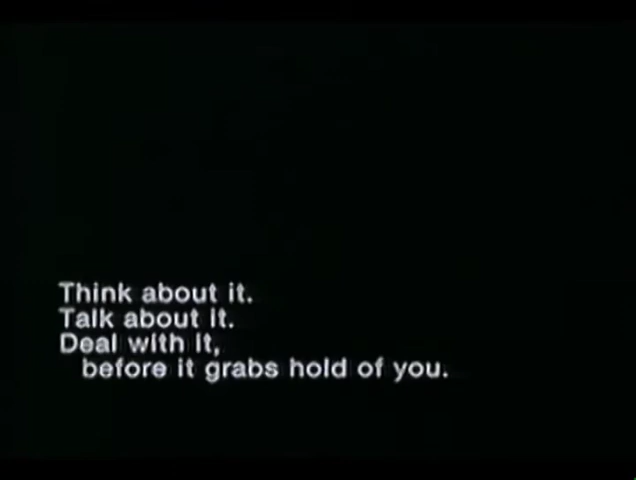 Think about it.
Talk about it.
Deal with it,
before it grabs hold of you.